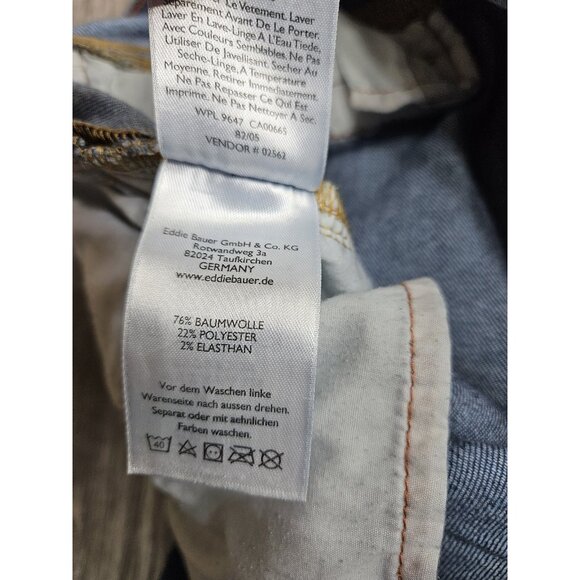 Le Vetement. Laver
Separement Avant De Porter.
Laver En Lave-Linge A L'Eau Tiede,
Avec Couleurs Semblables. Ne Pas
Utiliser De Javellisant. Secher Au
Seche-Linge, A Temperature
Moyenne. Retirer Immediatement.
Ne Pas Repasser Ce Qui Est
Imprime. Ne Pas Nettoyer A Sec.
WPL 9647 CA00665
82/05
VENDOR # 02562
Eddie Bauer GmbH & Co. KG
Rotwandweg 3a
82024 Taufkirchen
GERMANY
www.eddiebauer.de
76% BAUMWOLLE
22% POLYESTER
2% ELASTHAN
Vor dem Waschen linke
Warenseite nach aussen drehen.
Separat oder mit aehnlichen
Farben waschen.
40